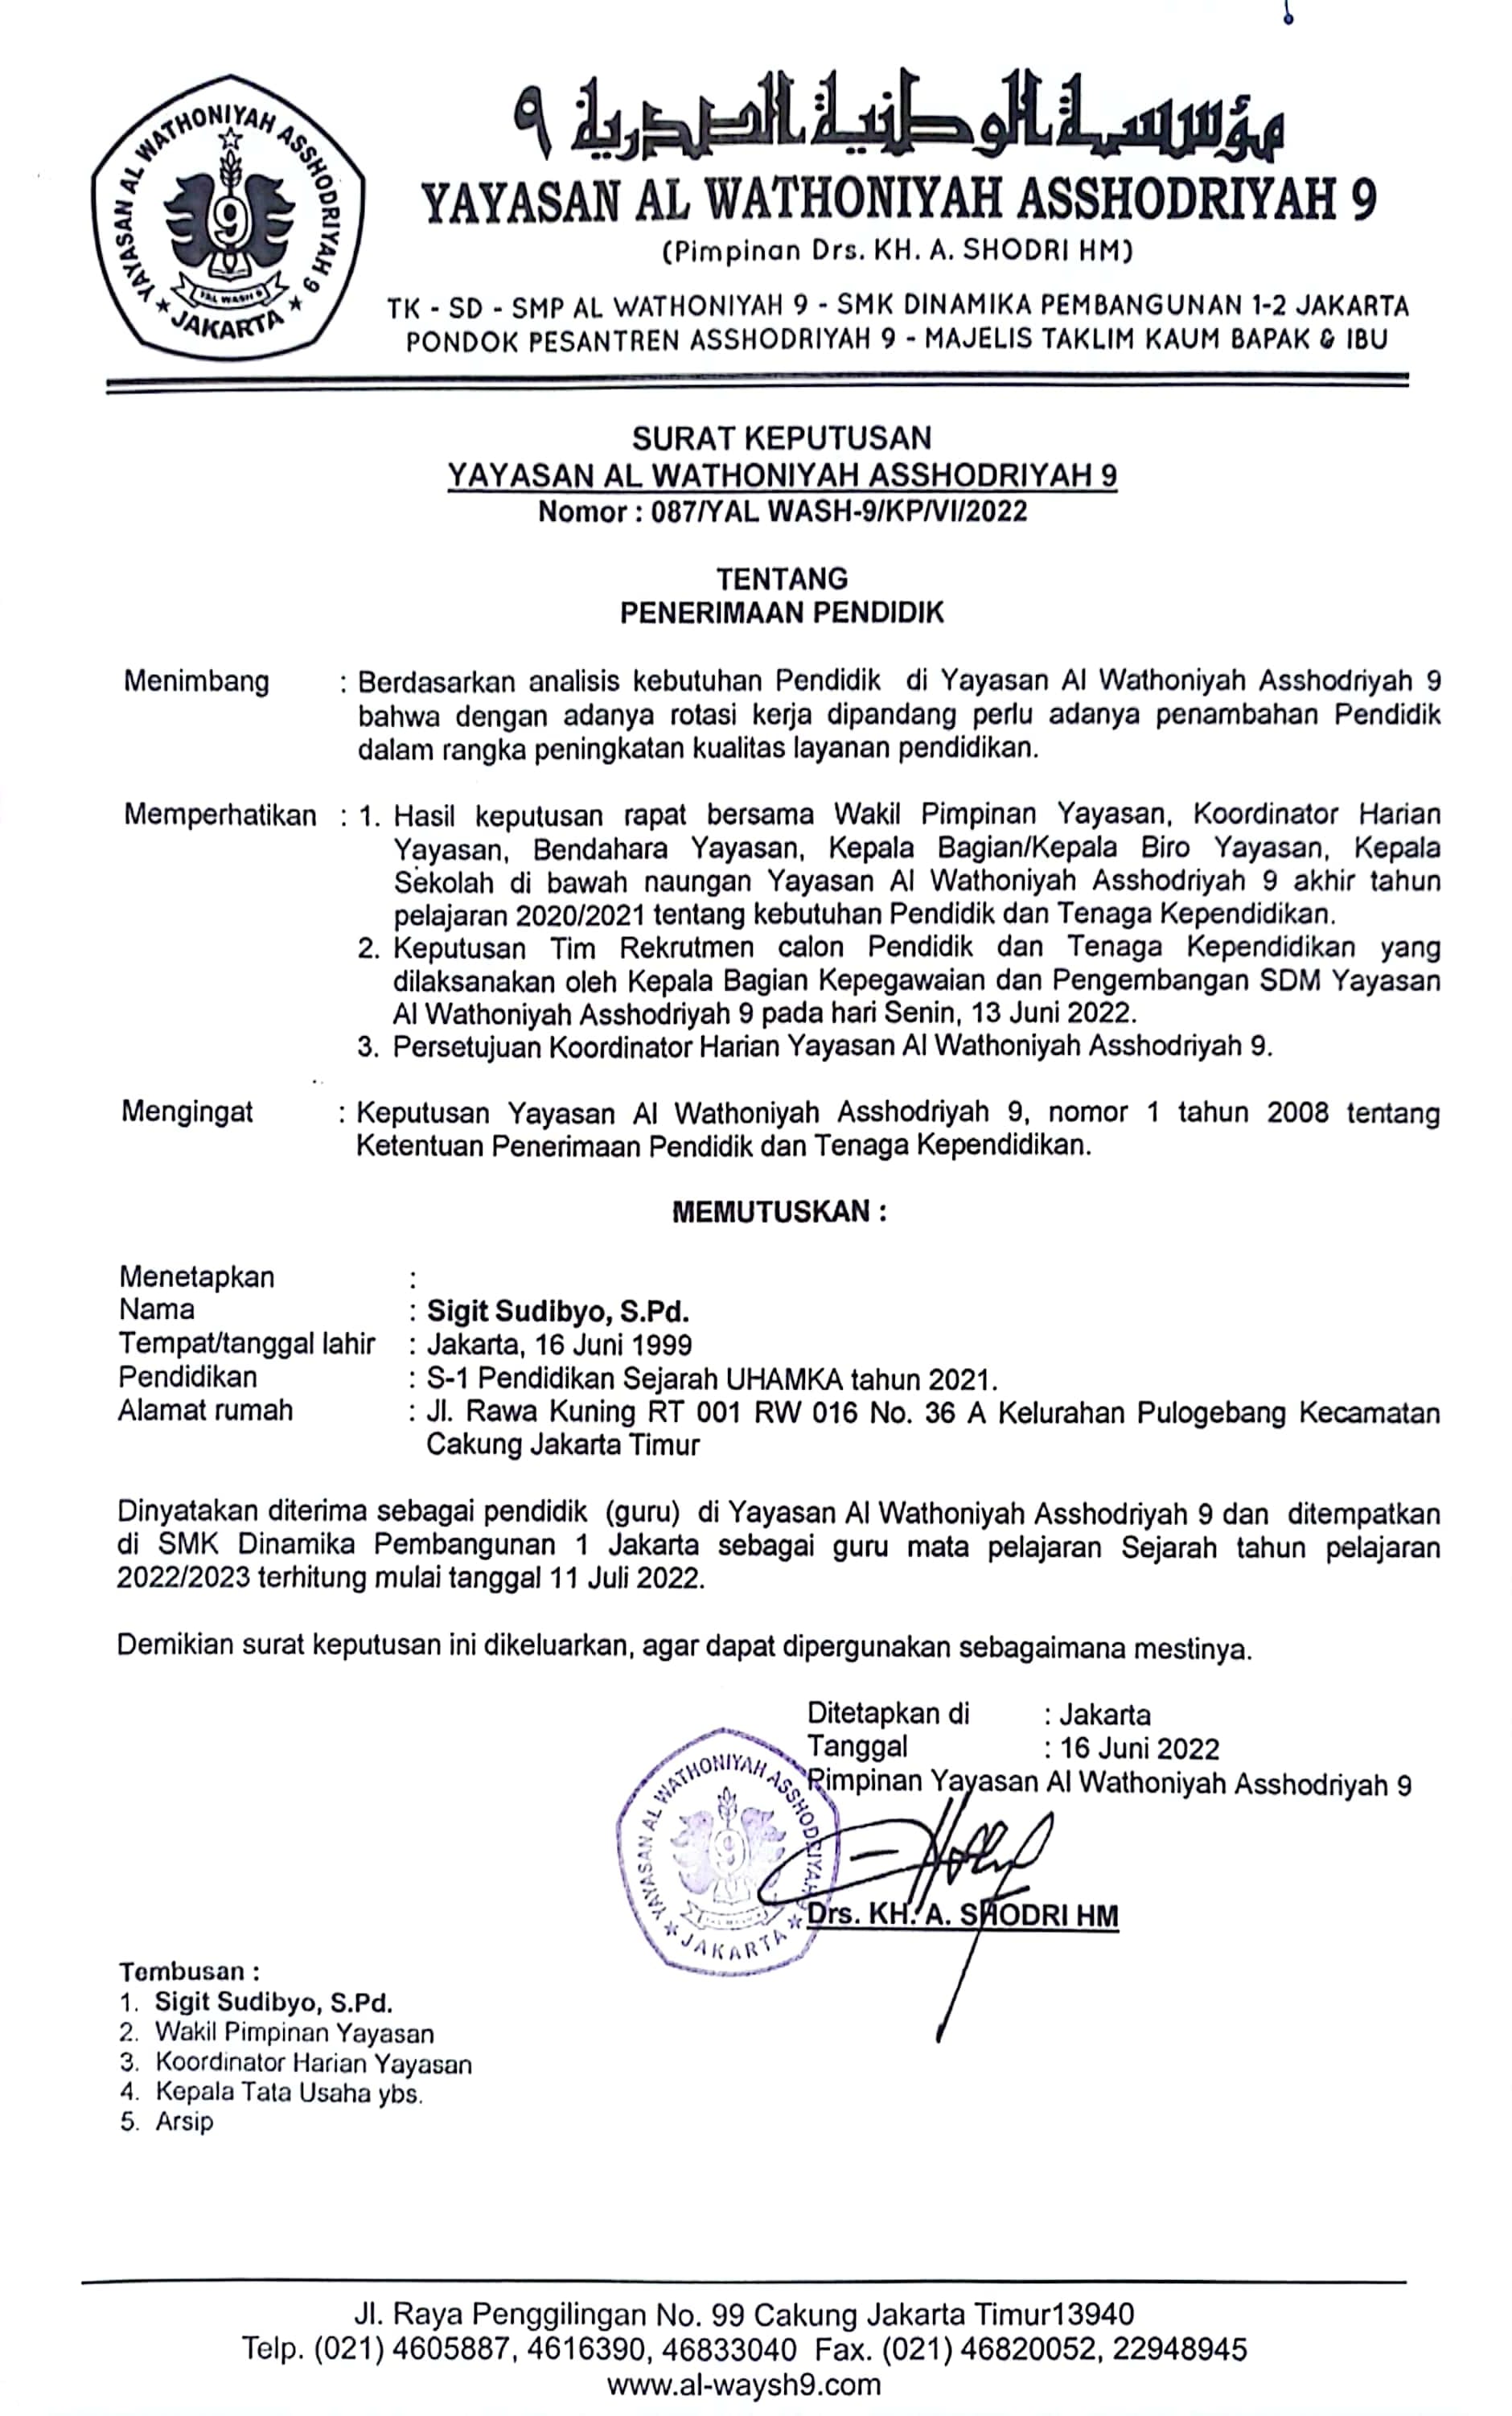 YAYASAN AL WATHONIYAH ASSHODRIYAH 9
9
YAL WASH 9
★ JAKARTA ★
مؤسسة الوطنية الصدرية ٩
YAYASAN AL WATHONIYAH ASSHODRIYAH 9
(Pimpinan Drs. KH. A. SHODRI HM)
TK - SD - SMP AL WATHONIYAH 9 - SMK DINAMIKA PEMBANGUNAN 1-2 JAKARTA
PONDOK PESANTREN ASSHODRIYAH 9 - MAJELIS TAKLIM KAUM BAPAK & IBU
SURAT KEPUTUSAN
YAYASAN AL WATHONIYAH ASSHODRIYAH 9
Nomor : 087/YAL WASH-9/KP/VI/2022
TENTANG
PENERIMAAN PENDIDIK
Menimbang : Berdasarkan analisis kebutuhan Pendidik di Yayasan Al Wathoniyah Asshodriyah 9
bahwa dengan adanya rotasi kerja dipandang perlu adanya penambahan Pendidik
dalam rangka peningkatan kualitas layanan pendidikan.
Memperhatikan : 1. Hasil keputusan rapat bersama Wakil Pimpinan Yayasan, Koordinator Harian
Yayasan, Bendahara Yayasan, Kepala Bagian/Kepala Biro Yayasan, Kepala
Sekolah di bawah naungan Yayasan Al Wathoniyah Asshodriyah 9 akhir tahun
pelajaran 2020/2021 tentang kebutuhan Pendidik dan Tenaga Kependidikan.
2. Keputusan Tim Rekrutmen calon Pendidik dan Tenaga Kependidikan yang
dilaksanakan oleh Kepala Bagian Kepegawaian dan Pengembangan SDM Yayasan
Al Wathoniyah Asshodriyah 9 pada hari Senin, 13 Juni 2022.
3. Persetujuan Koordinator Harian Yayasan Al Wathoniyah Asshodriyah 9.
Mengingat : Keputusan Yayasan Al Wathoniyah Asshodriyah 9, nomor 1 tahun 2008 tentang
Ketentuan Penerimaan Pendidik dan Tenaga Kependidikan.
MEMUTUSKAN :
Menetapkan :
Nama : Sigit Sudibyo, S.Pd.
Tempat/tanggal lahir : Jakarta, 16 Juni 1999
Pendidikan : S-1 Pendidikan Sejarah UHAMKA tahun 2021.
Alamat rumah : Jl. Rawa Kuning RT 001 RW 016 No. 36 A Kelurahan Pulogebang Kecamatan
Cakung Jakarta Timur
Dinyatakan diterima sebagai pendidik (guru) di Yayasan Al Wathoniyah Asshodriyah 9 dan ditempatkan
di SMK Dinamika Pembangunan 1 Jakarta sebagai guru mata pelajaran Sejarah tahun pelajaran
2022/2023 terhitung mulai tanggal 11 Juli 2022.
Demikian surat keputusan ini dikeluarkan, agar dapat dipergunakan sebagaimana mestinya.
Ditetapkan di : Jakarta
Tanggal : 16 Juni 2022
Pimpinan Yayasan Al Wathoniyah Asshodriyah 9
YAYASAN AL WATHONIYAH ASSHODRIYAH 9
9
★ JAKARTA ★
Drs. KH. A. SHODRI HM
Tembusan :
1. Sigit Sudibyo, S.Pd.
2. Wakil Pimpinan Yayasan
3. Koordinator Harian Yayasan
4. Kepala Tata Usaha ybs.
5. Arsip
Jl. Raya Penggilingan No. 99 Cakung Jakarta Timur13940
Telp. (021) 4605887, 4616390, 46833040 Fax. (021) 46820052, 22948945
www.al-waysh9.com